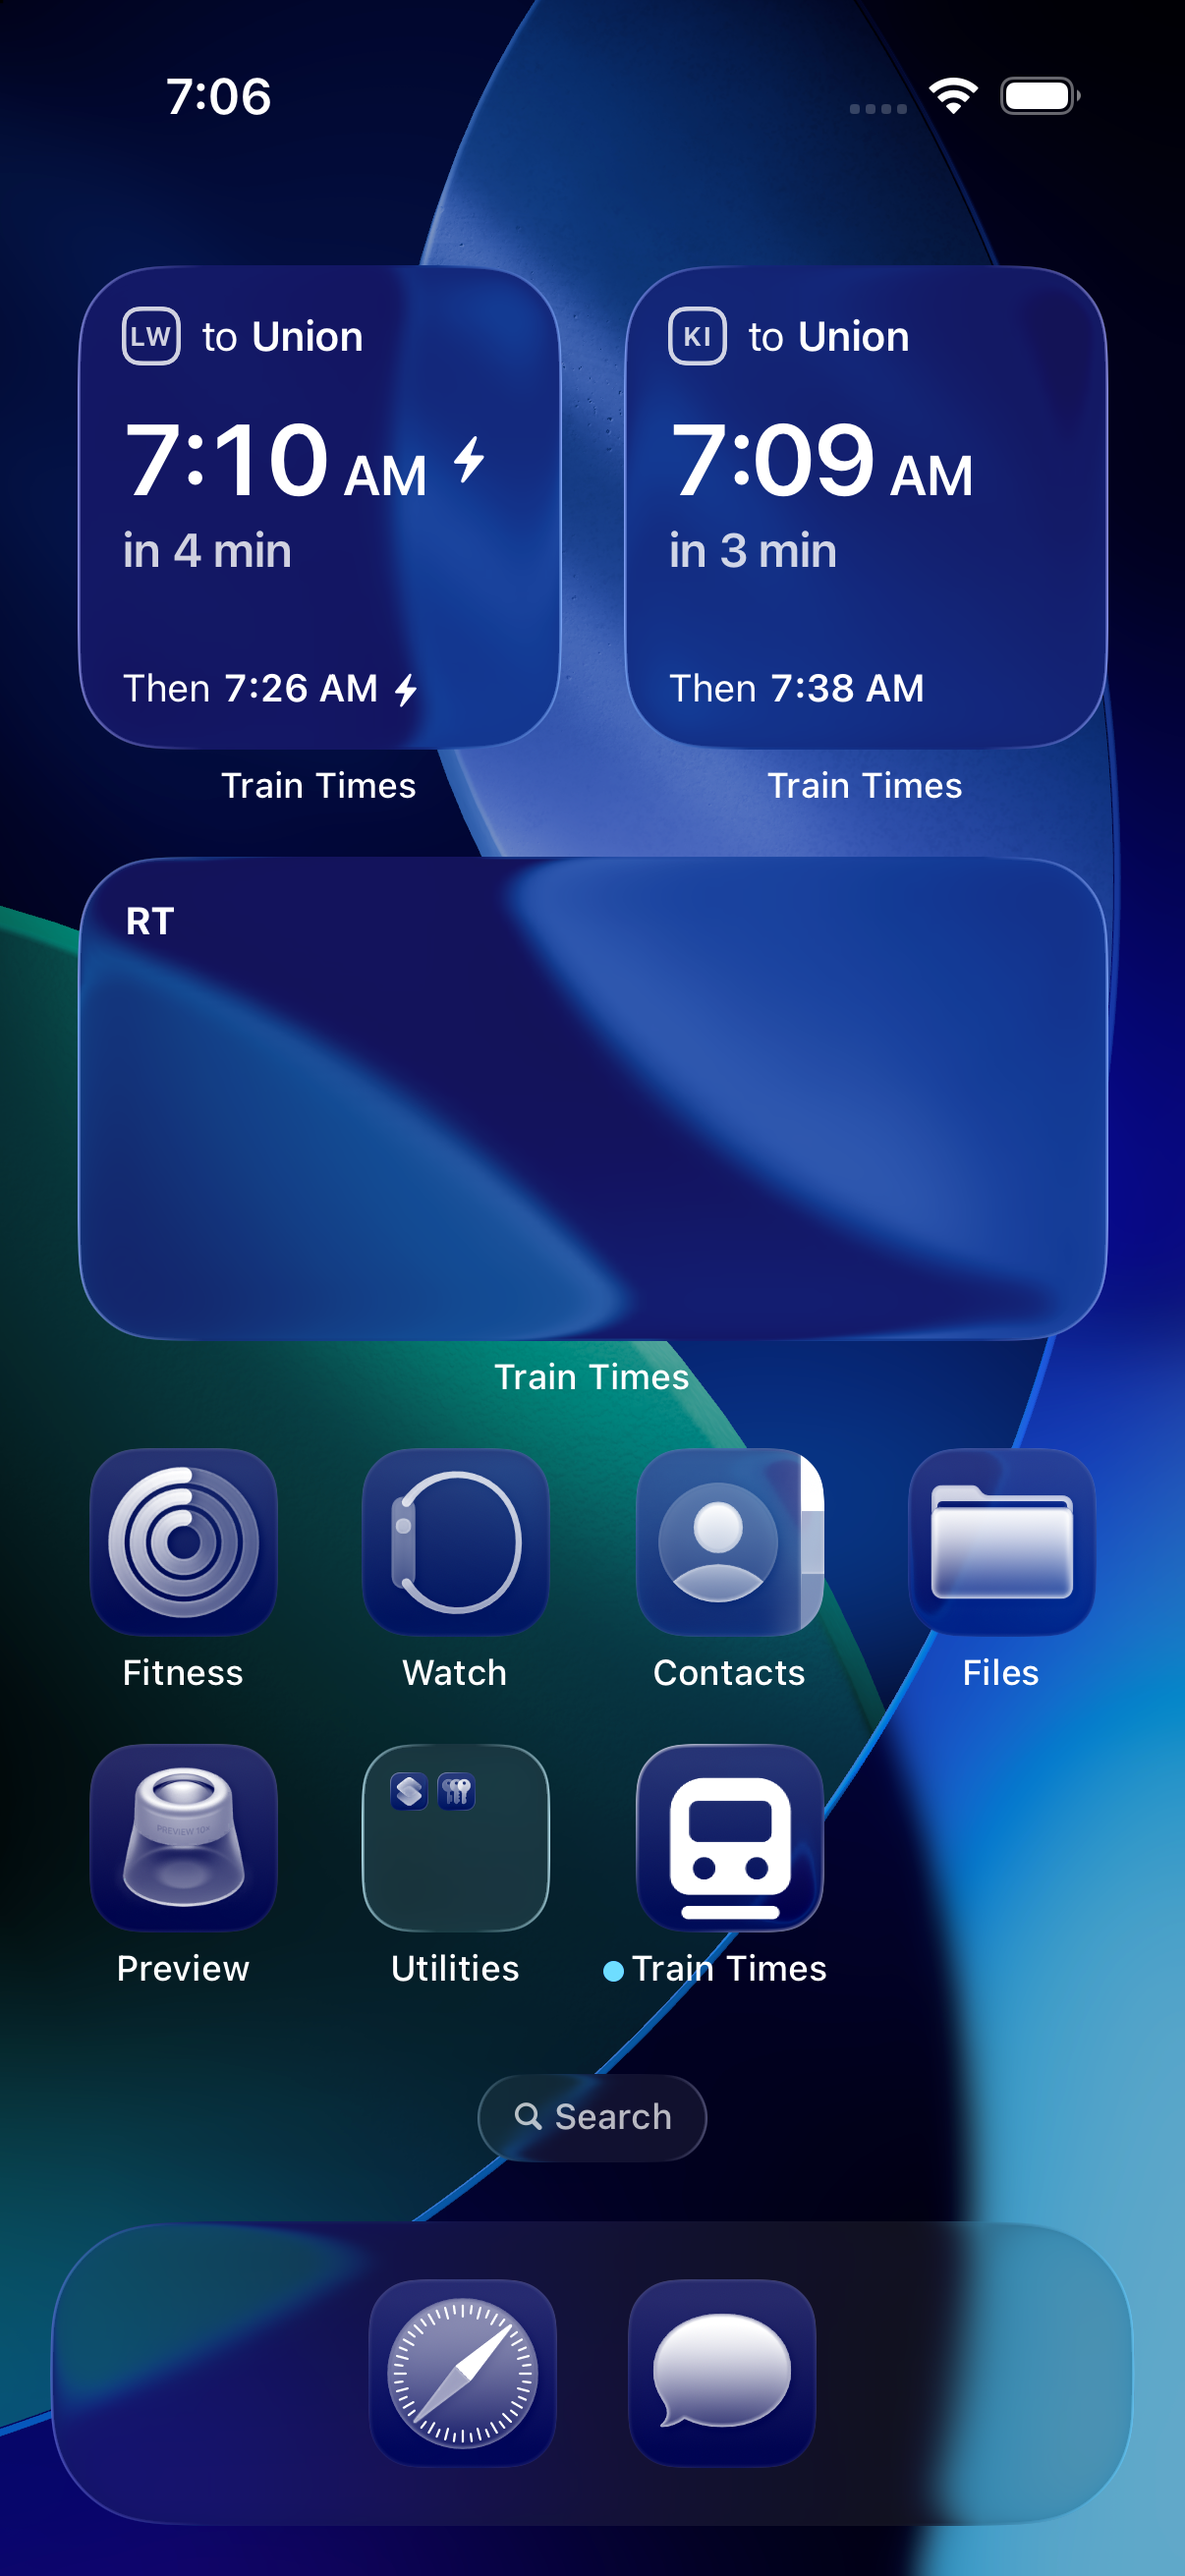 7:06
LW to Union
7:10 AM
in 4 min
Then 7:26 AM
Train Times
KI to Union
7:09 AM
in 3 min
Then 7:38 AM
Train Times
RT
Train Times
Fitness
Watch
Contacts
Files
PREVIEW 10×
Preview
Utilities
Train Times
Search